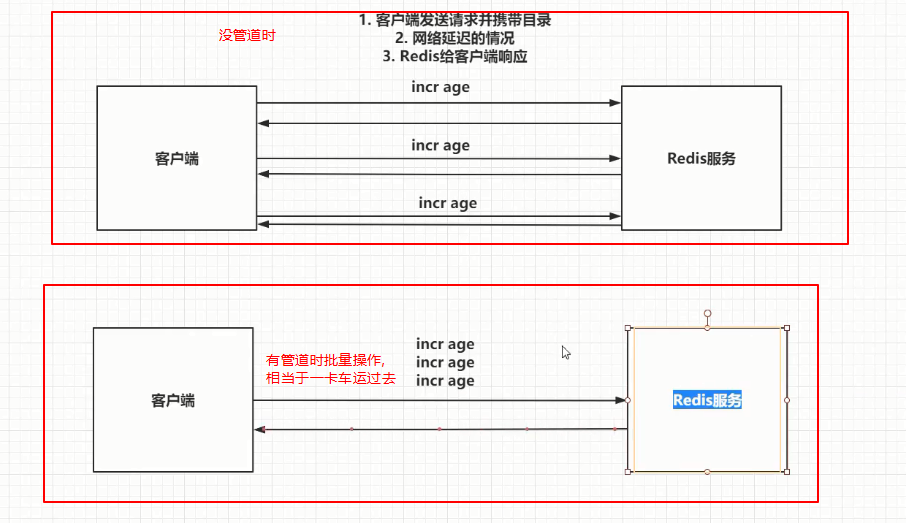 没管道时
1. 客户端发送请求并携带目录
2. 网络延迟的情况
3. Redis给客户端响应
incr age
incr age
incr age
客户端
Redis服务
有管道时批量操作,
相当于一卡车运过去
incr age
incr age
incr age
客户端
Redis服务